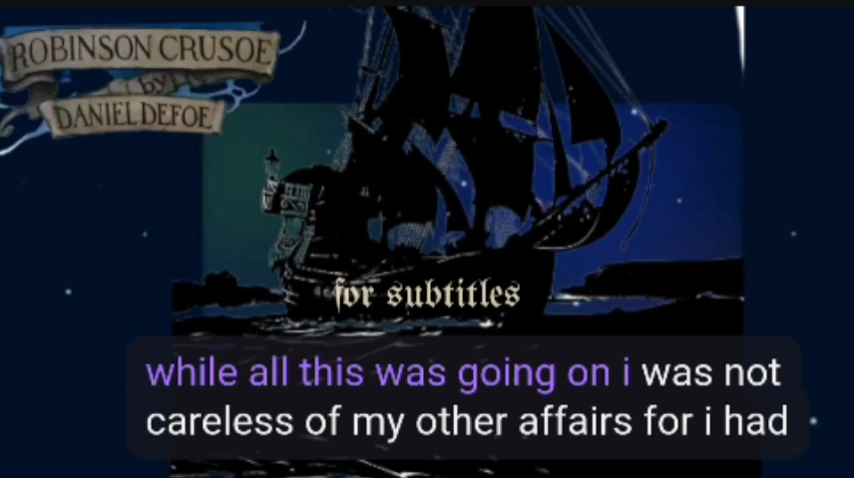 ROBINSON CRUSOE
by
DANIEL DEFOE
for subtitles
while all this was going on i was not
careless of my other affairs for i had